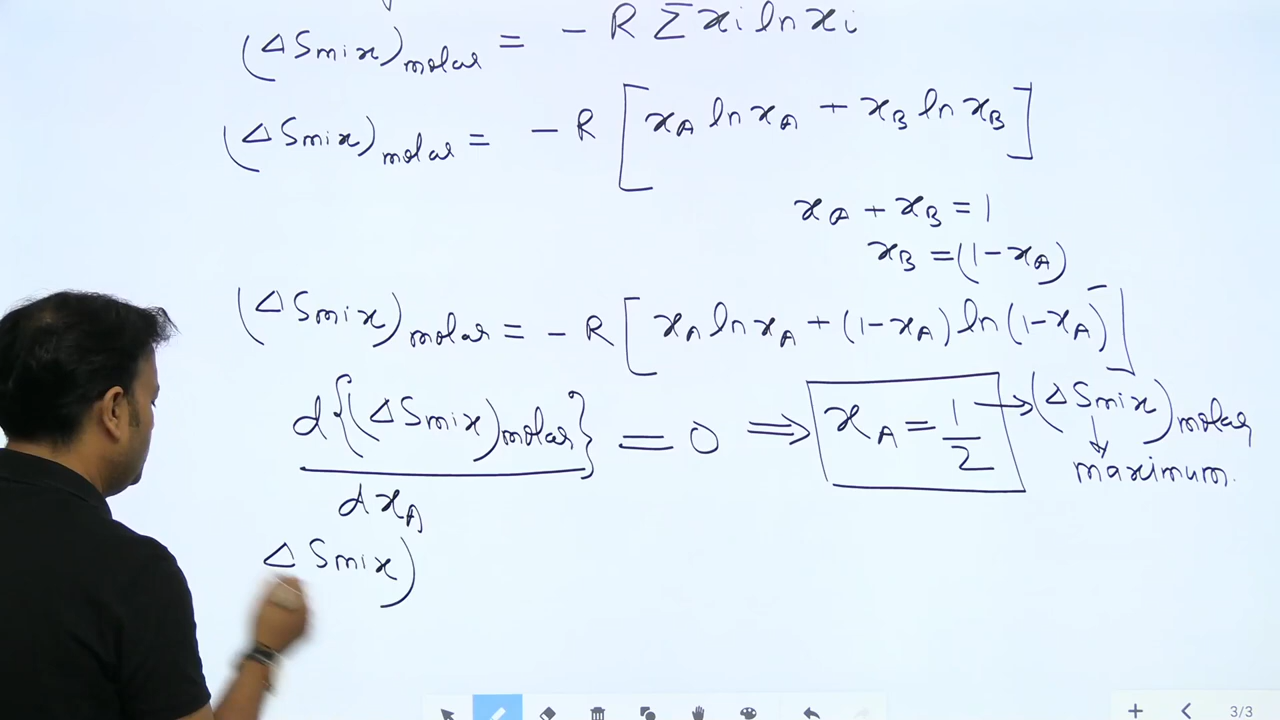 (ΔSmix)molar = - R Σ xi ln xi
(ΔSmix)molar = - R [xA ln xA + xB ln xB]
xA + xB = 1
xB = (1 - xA)
(ΔSmix)molar = - R [xA ln xA + (1-xA) ln (1-xA)]
d{(ΔSmix)molar} / dxA = 0 ⇒ xA = 1/2 → (ΔSmix)molar
↓
maximum.
ΔSmix)
3/3